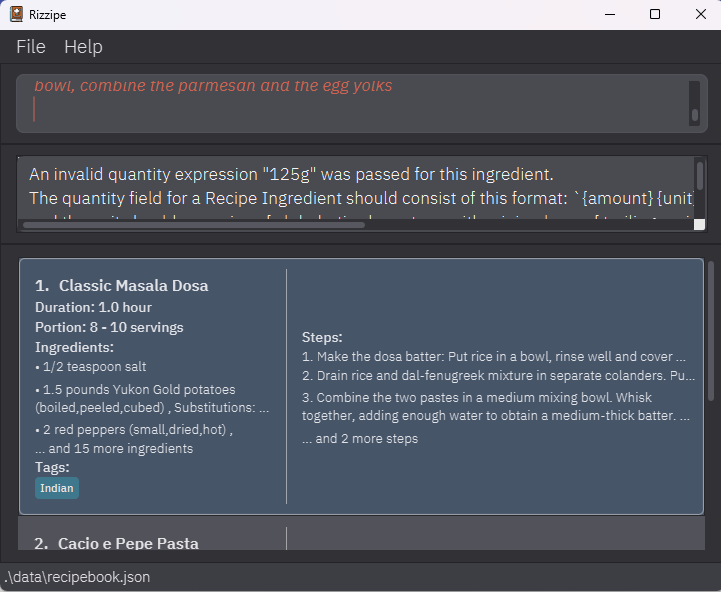 Rizzipe
File Help
bowl, combine the parmesan and the egg yolks
An invalid quantity expression "125g" was passed for this ingredient.
The quantity field for a Recipe Ingredient should consist of this format: `{amount} {unit
1. Classic Masala Dosa
Duration: 1.0 hour
Portion: 8 - 10 servings
Ingredients:
• 1/2 teaspoon salt
• 1.5 pounds Yukon Gold potatoes
(boiled,peeled,cubed) , Substitutions: ...
• 2 red peppers (small,dried,hot) ,
... and 15 more ingredients
Tags:
Indian
Steps:
1. Make the dosa batter: Put rice in a bowl, rinse well and cover ...
2. Drain rice and dal-fenugreek mixture in separate colanders. Pu...
3. Combine the two pastes in a medium mixing bowl. Whisk
together, adding enough water to obtain a medium-thick batter. ...
... and 2 more steps
2. Cacio e Pepe Pasta
.\data\recipebook.json